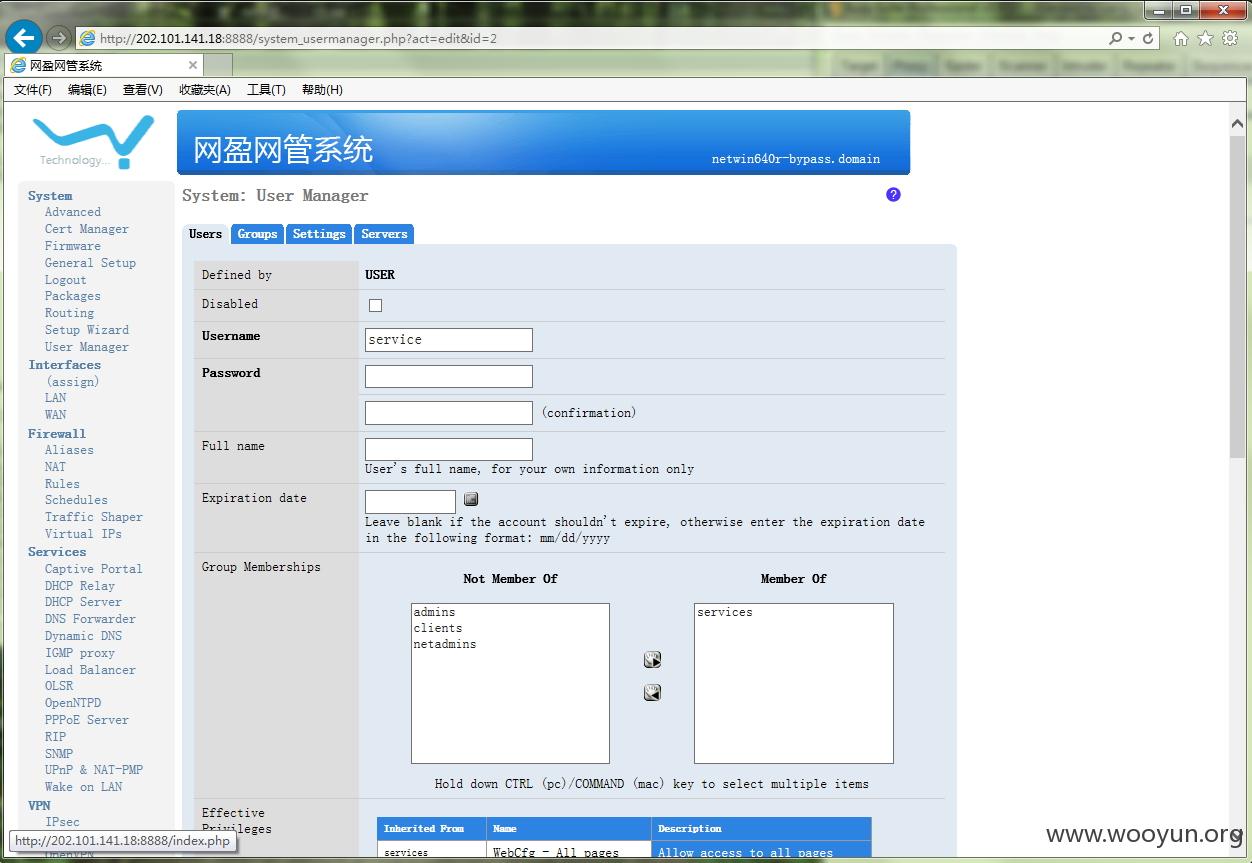 http://202.101.141.18:8888/system_usermanager.php?act=edit&id=2
网盈网管系统
文件(F) 编辑(E) 查看(V) 收藏夹(A) 工具(T) 帮助(H)
Technology...
网盈网管系统
netwin640r-bypass.domain
System
Advanced
Cert Manager
Firmware
General Setup
Logout
Packages
Routing
Setup Wizard
User Manager
Interfaces
(assign)
LAN
WAN
Firewall
Aliases
NAT
Rules
Schedules
Traffic Shaper
Virtual IPs
Services
Captive Portal
DHCP Relay
DHCP Server
DNS Forwarder
Dynamic DNS
IGMP proxy
Load Balancer
OLSR
OpenNTPD
PPPoE Server
RIP
SNMP
UPnP & NAT-PMP
Wake on LAN
VPN
IPsec
System: User Manager
?
Users Groups Settings Servers
Defined by USER
Disabled
Username service
Password
(confirmation)
Full name
User's full name, for your own information only
Expiration date
Leave blank if the account shouldn't expire, otherwise enter the expiration date
in the following format: mm/dd/yyyy
Group Memberships
Not Member Of Member Of
admins services
clients
netadmins
Hold down CTRL (pc)/COMMAND (mac) key to select multiple items
Effective
Privileges
Inherited From Name Description
services WebCfg - All pages Allow access to all pages
http://202.101.141.18:8888/index.php
www.wooyun.org